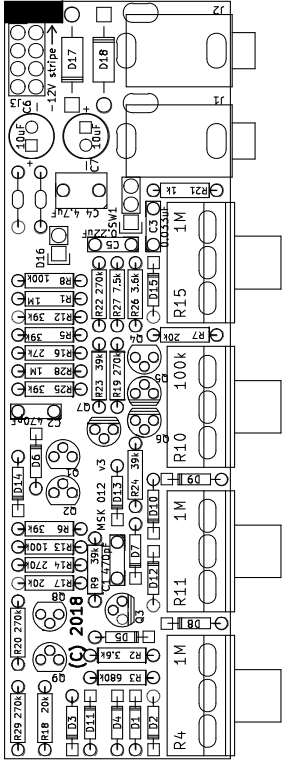 J2
D17
D18
-12V stripe
J3
J1
C6
10uF
10uF
C7
C4 4.7uF
SW1
R21 1k
0.22uF
C5
C3
0.033uF
1M
R15
D16
R8 100k
R1 1M
R12 39k
R5 39k
R16 27k
R28 1M
R25 39k
R22 270k
R27 7.5k
R26 3.6k
D15
R7 20k
Q4
R23 39k
R19 270k
Q5
100k
R10
C2 470pF
Q7
Q6
D6
Q1
D14
Q2
MSK 012 v3
D13
R24 39k
D10
D9
1M
R11
R6 39k
R13 100k
R14 270k
R17 20k
R9 39k
C1 470pF
D7
D12
Q8
(C) 2018
Q3
D8
D5
R20 270k
Q9
R2 3.6k
R3 680k
1M
R4
R29 270k
R18 20k
D3
D11
D4
D1
D2